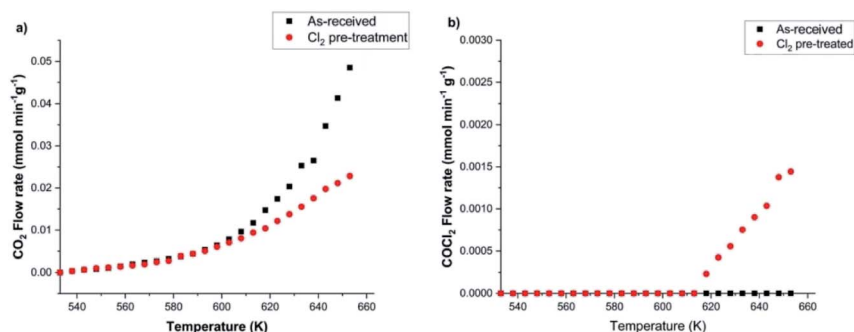 a)
As-received
Cl₂ pre-treatment
CO₂ Flow rate (mmol min⁻¹g⁻¹)
0.05
0.04
0.03
0.02
0.01
0.00
540 560 580 600 620 640 660
Temperature (K)
b)
As-received
Cl₂ pre-treated
COCl₂ Flow rate (mmol min⁻¹ g⁻¹)
0.0030
0.0025
0.0020
0.0015
0.0010
0.0005
0.0000
540 560 580 600 620 640 660
Temperature (K)